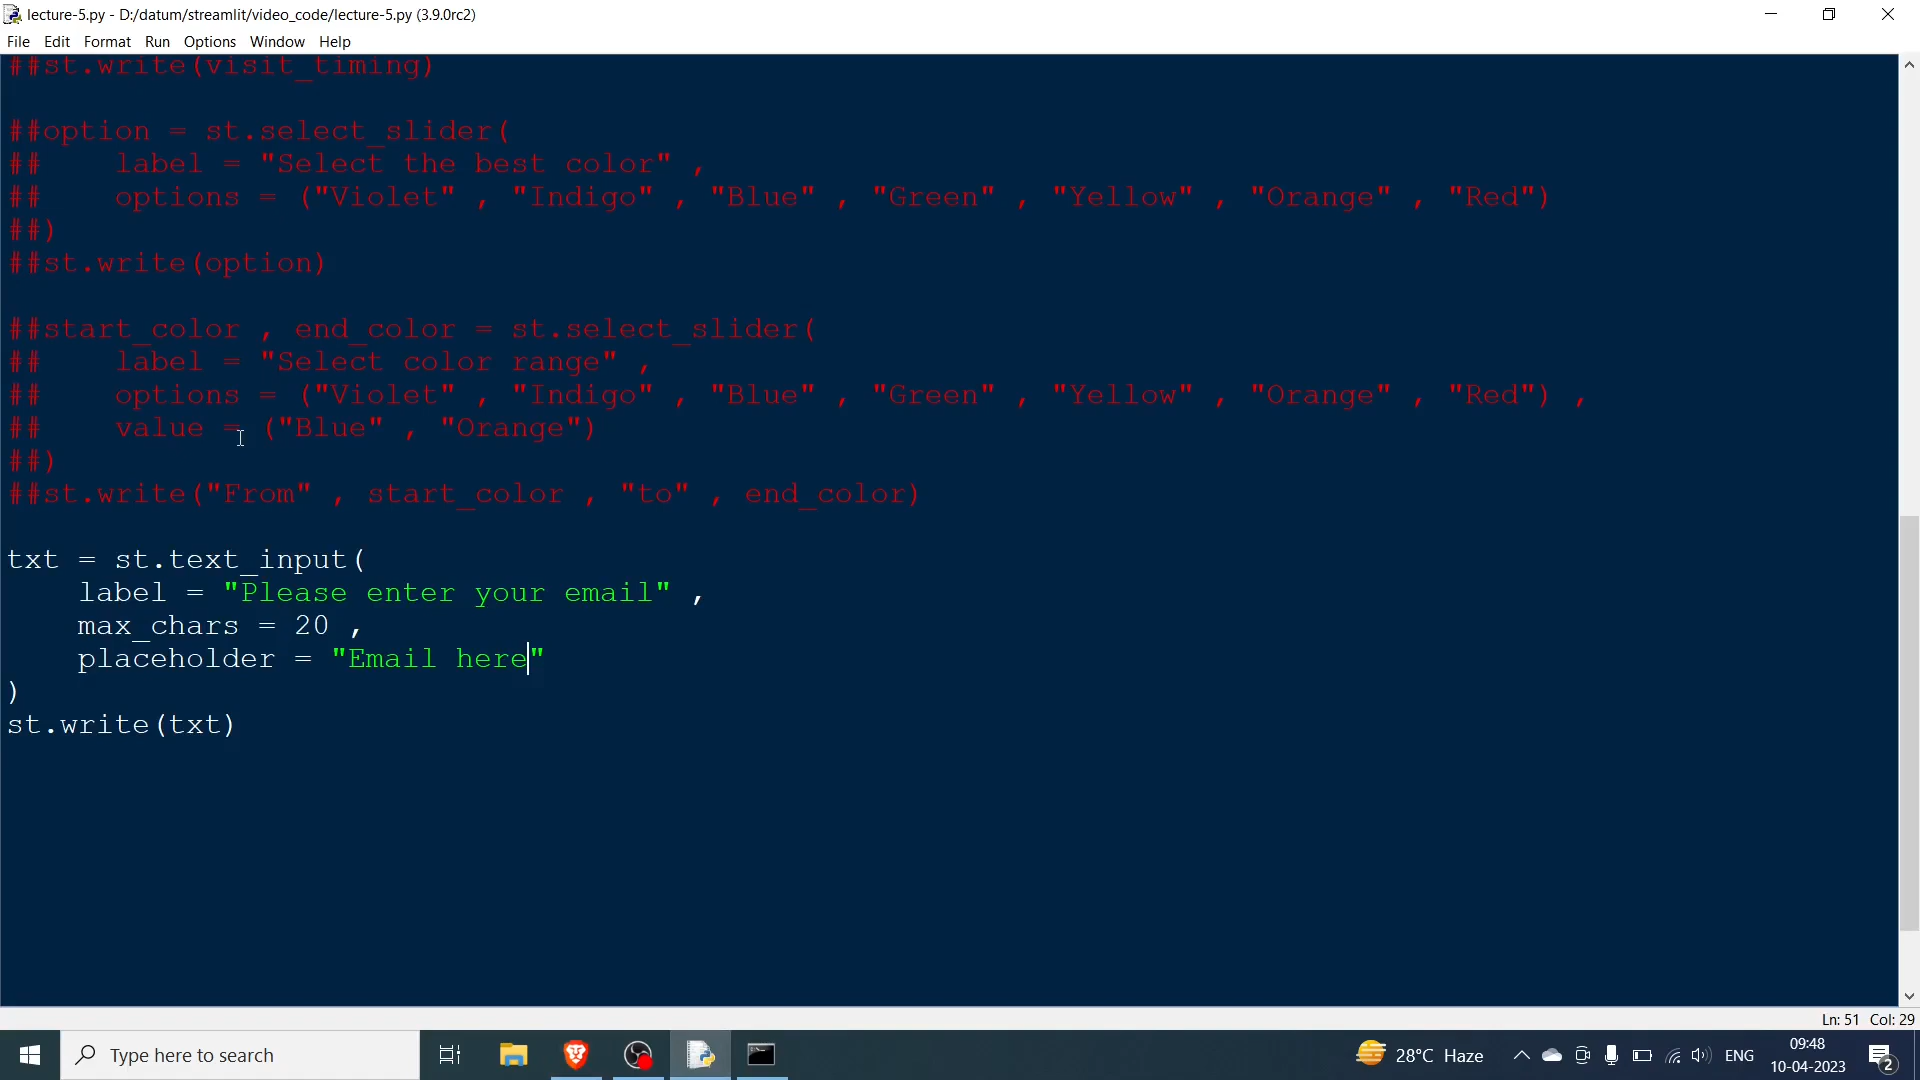 lecture-5.py - D:/datum/streamlit/video_code/lecture-5.py (3.9.0rc2)
File Edit Format Run Options Window Help
##st.write(visit_timing)
##option = st.select_slider(
##    label = "Select the best color" ,
##    options = ("Violet" , "Indigo" , "Blue" , "Green" , "Yellow" , "Orange" , "Red")
##)
##st.write(option)
##start_color , end_color = st.select_slider(
##    label = "Select color range" ,
##    options = ("Violet" , "Indigo" , "Blue" , "Green" , "Yellow" , "Orange" , "Red") ,
##    value = ("Blue" , "Orange")
##)
##st.write("From" , start_color , "to" , end_color)
txt = st.text_input(
    label = "Please enter your email" ,
    max_chars = 20 ,
    placeholder = "Email here"
)
st.write(txt)
Ln: 51 Col: 29
Type here to search
28°C Haze
ENG
09:48
10-04-2023
2